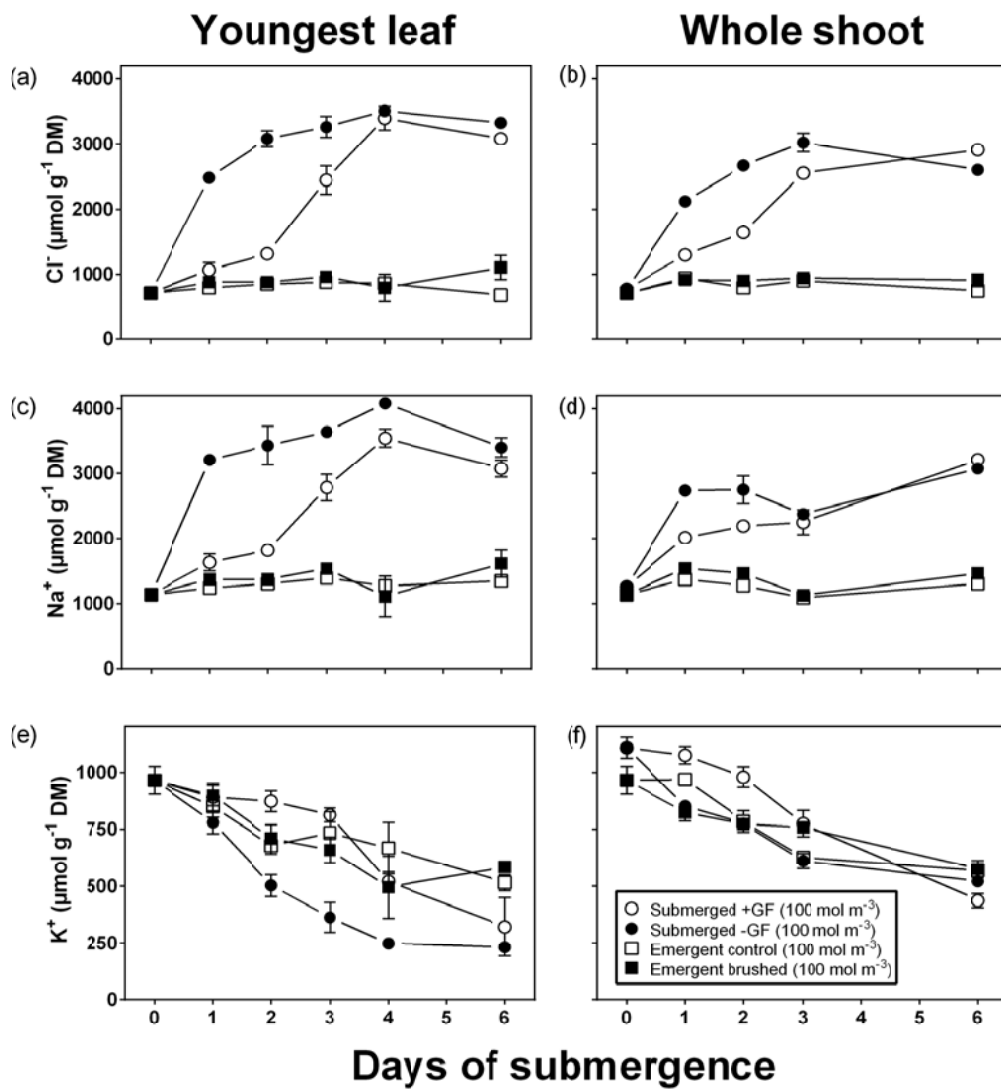 Youngest leaf
Whole shoot
(a)
(b)
4000
3000
2000
1000
0
Cl⁻ (μmol g⁻¹ DM)
(c)
(d)
4000
3000
2000
1000
0
Na⁺ (μmol g⁻¹ DM)
(e)
(f)
1000
750
500
250
K⁺ (μmol g⁻¹ DM)
Submerged +GF (100 mol m⁻³)
Submerged -GF (100 mol m⁻³)
Emergent control (100 mol m⁻³)
Emergent brushed (100 mol m⁻³)
0 1 2 3 4 6
0 1 2 3 4 6
Days of submergence